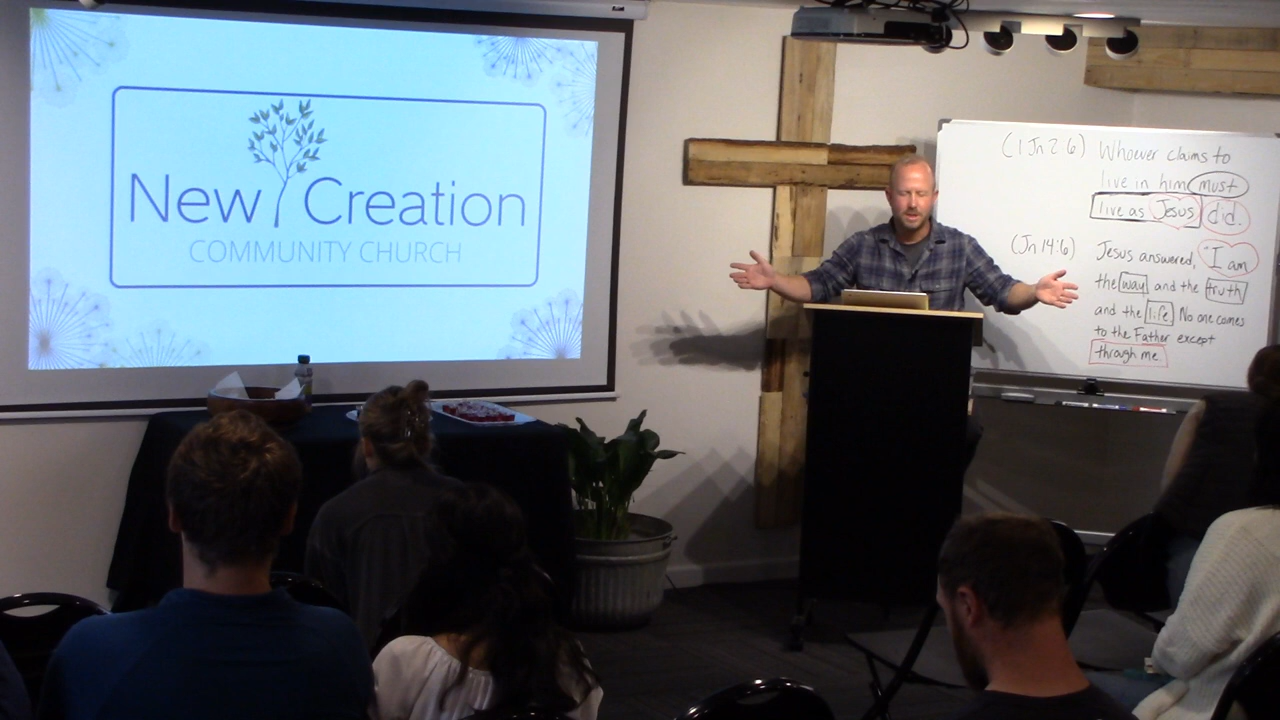 New Creation
COMMUNITY CHURCH
(1 Jn 2:6) Whoever claims to
live in him must
live as Jesus did.
(Jn 14:6) Jesus answered, "I am
the way and the truth
and the life. No one comes
to the Father except
through me